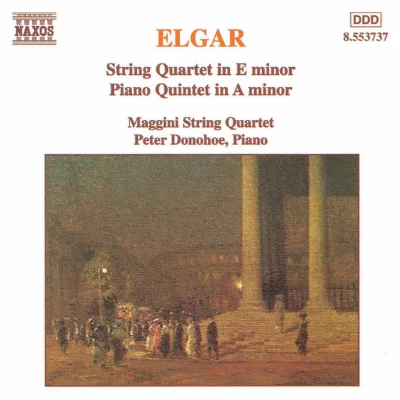 NAXOS
DDD
8.553737
ELGAR
String Quartet in E minor
Piano Quintet in A minor
Maggini String Quartet
Peter Donohoe, Piano